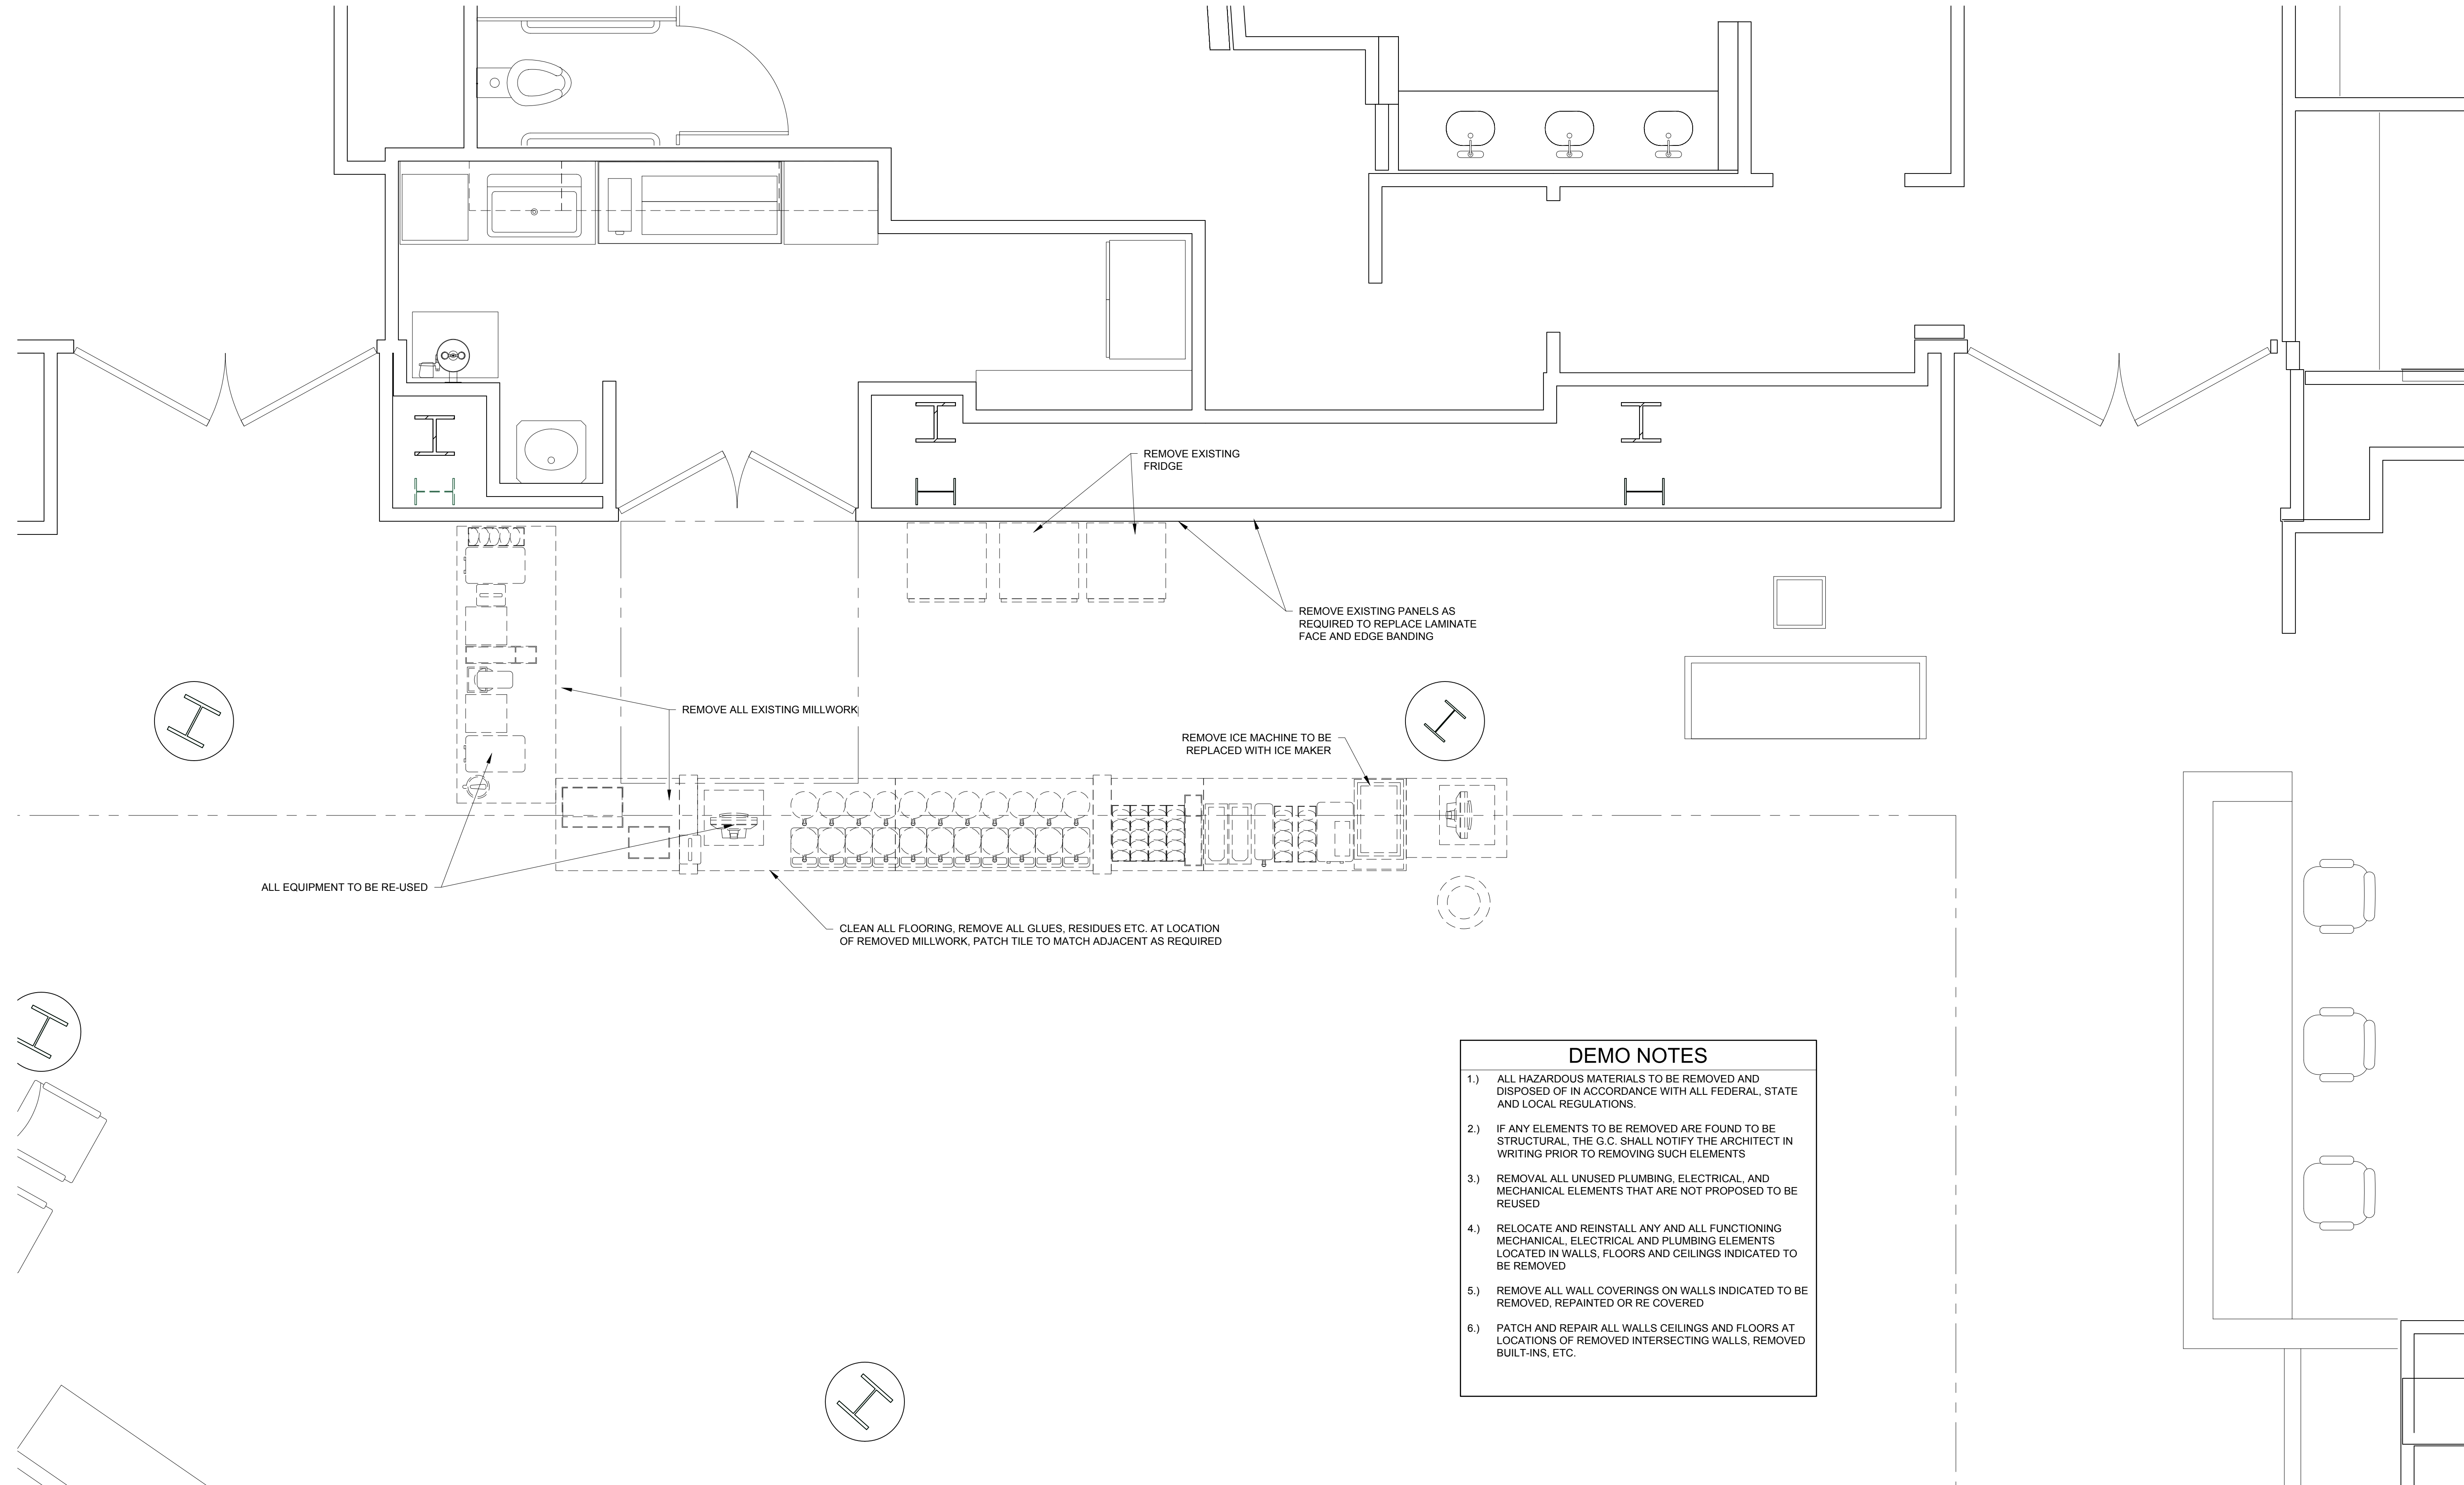 REMOVE EXISTING
FRIDGE
REMOVE EXISTING PANELS AS
REQUIRED TO REPLACE LAMINATE
FACE AND EDGE BANDING
REMOVE ALL EXISTING MILLWORK
REMOVE ICE MACHINE TO BE
REPLACED WITH ICE MAKER
ALL EQUIPMENT TO BE RE-USED
CLEAN ALL FLOORING, REMOVE ALL GLUES, RESIDUES ETC. AT LOCATION
OF REMOVED MILLWORK, PATCH TILE TO MATCH ADJACENT AS REQUIRED
DEMO NOTES
1.) ALL HAZARDOUS MATERIALS TO BE REMOVED AND
DISPOSED OF IN ACCORDANCE WITH ALL FEDERAL, STATE
AND LOCAL REGULATIONS.
2.) IF ANY ELEMENTS TO BE REMOVED ARE FOUND TO BE
STRUCTURAL, THE G.C. SHALL NOTIFY THE ARCHITECT IN
WRITING PRIOR TO REMOVING SUCH ELEMENTS
3.) REMOVAL ALL UNUSED PLUMBING, ELECTRICAL, AND
MECHANICAL ELEMENTS THAT ARE NOT PROPOSED TO BE
REUSED
4.) RELOCATE AND REINSTALL ANY AND ALL FUNCTIONING
MECHANICAL, ELECTRICAL AND PLUMBING ELEMENTS
LOCATED IN WALLS, FLOORS AND CEILINGS INDICATED TO
BE REMOVED
5.) REMOVE ALL WALL COVERINGS ON WALLS INDICATED TO BE
REMOVED, REPAINTED OR RE COVERED
6.) PATCH AND REPAIR ALL WALLS CEILINGS AND FLOORS AT
LOCATIONS OF REMOVED INTERSECTING WALLS, REMOVED
BUILT-INS, ETC.